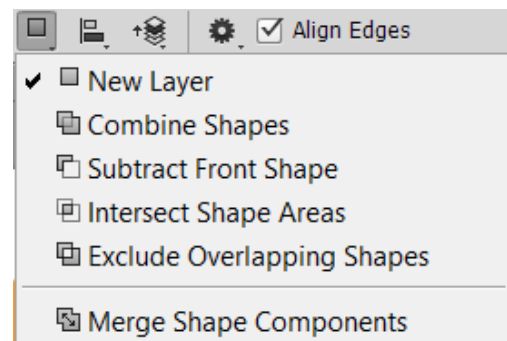 Align Edges
New Layer
Combine Shapes
Subtract Front Shape
Intersect Shape Areas
Exclude Overlapping Shapes
Merge Shape Components